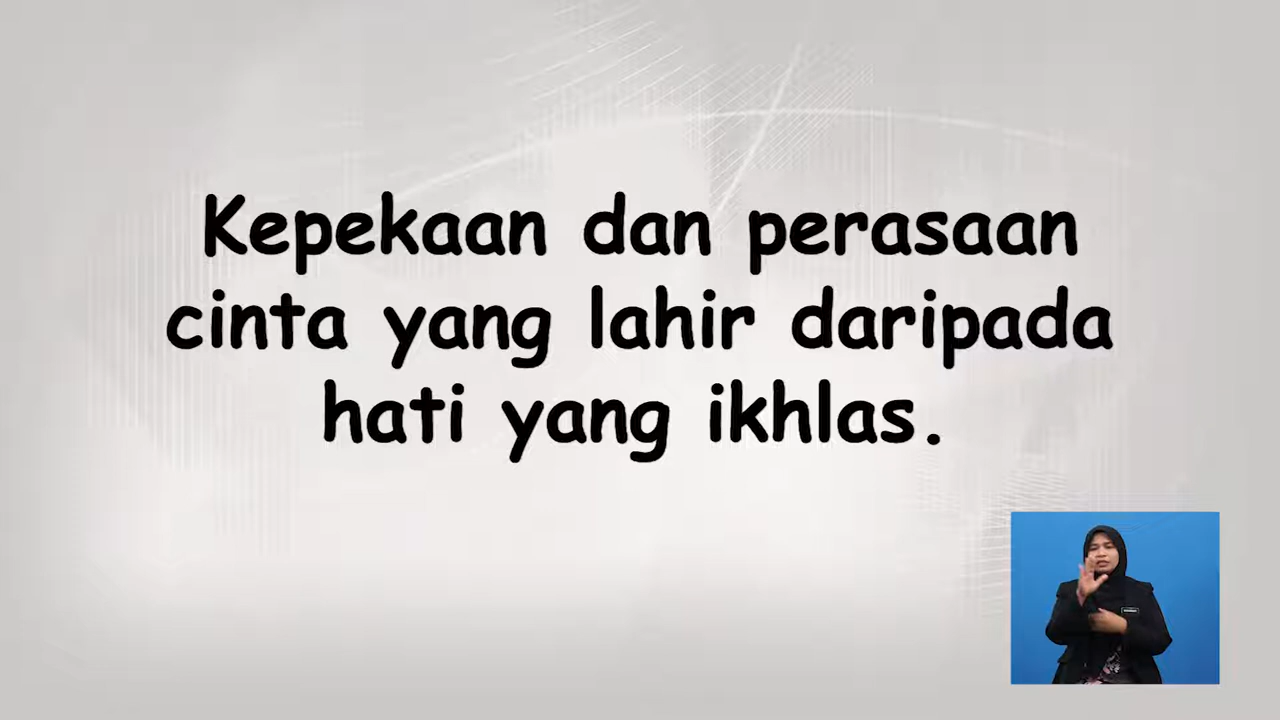 Kepekaan dan perasaan
cinta yang lahir daripada
hati yang ikhlas.